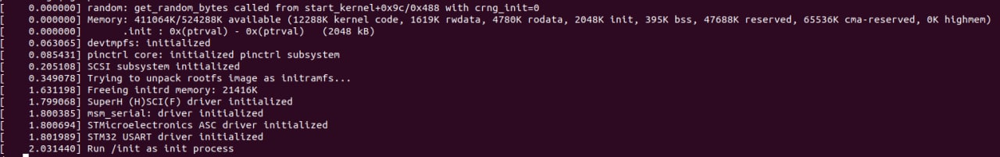 [    0.000000] random: get_random_bytes called from start_kernel+0x9c/0x488 with crng_init=0
[    0.000000] Memory: 411064K/524288K available (12288K kernel code, 1619K rwdata, 4780K rodata, 2048K init, 395K bss, 47688K reserved, 65536K cma-reserved, 0K highmem)
[    0.000000]       .init : 0x(ptrval) - 0x(ptrval)   (2048 kB)
[    0.063065] devtmpfs: initialized
[    0.085431] pinctrl core: initialized pinctrl subsystem
[    0.205108] SCSI subsystem initialized
[    0.349078] Trying to unpack rootfs image as initramfs...
[    1.631198] Freeing initrd memory: 21416K
[    1.799068] SuperH (H)SCI(F) driver initialized
[    1.800385] msm_serial: driver initialized
[    1.800694] STMicroelectronics ASC driver initialized
[    1.801989] STM32 USART driver initialized
[    2.031440] Run /init as init process